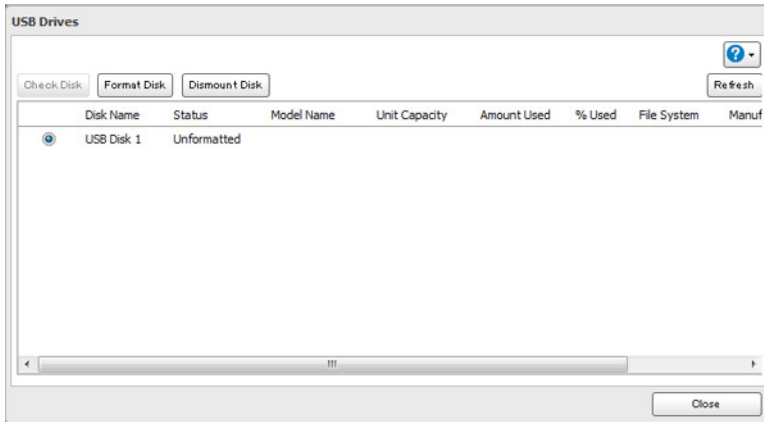 USB Drives
?
Check Disk Format Disk Dismount Disk Refresh
Disk Name Status Model Name Unit Capacity Amount Used % Used File System Manuf
USB Disk 1 Unformatted
Close